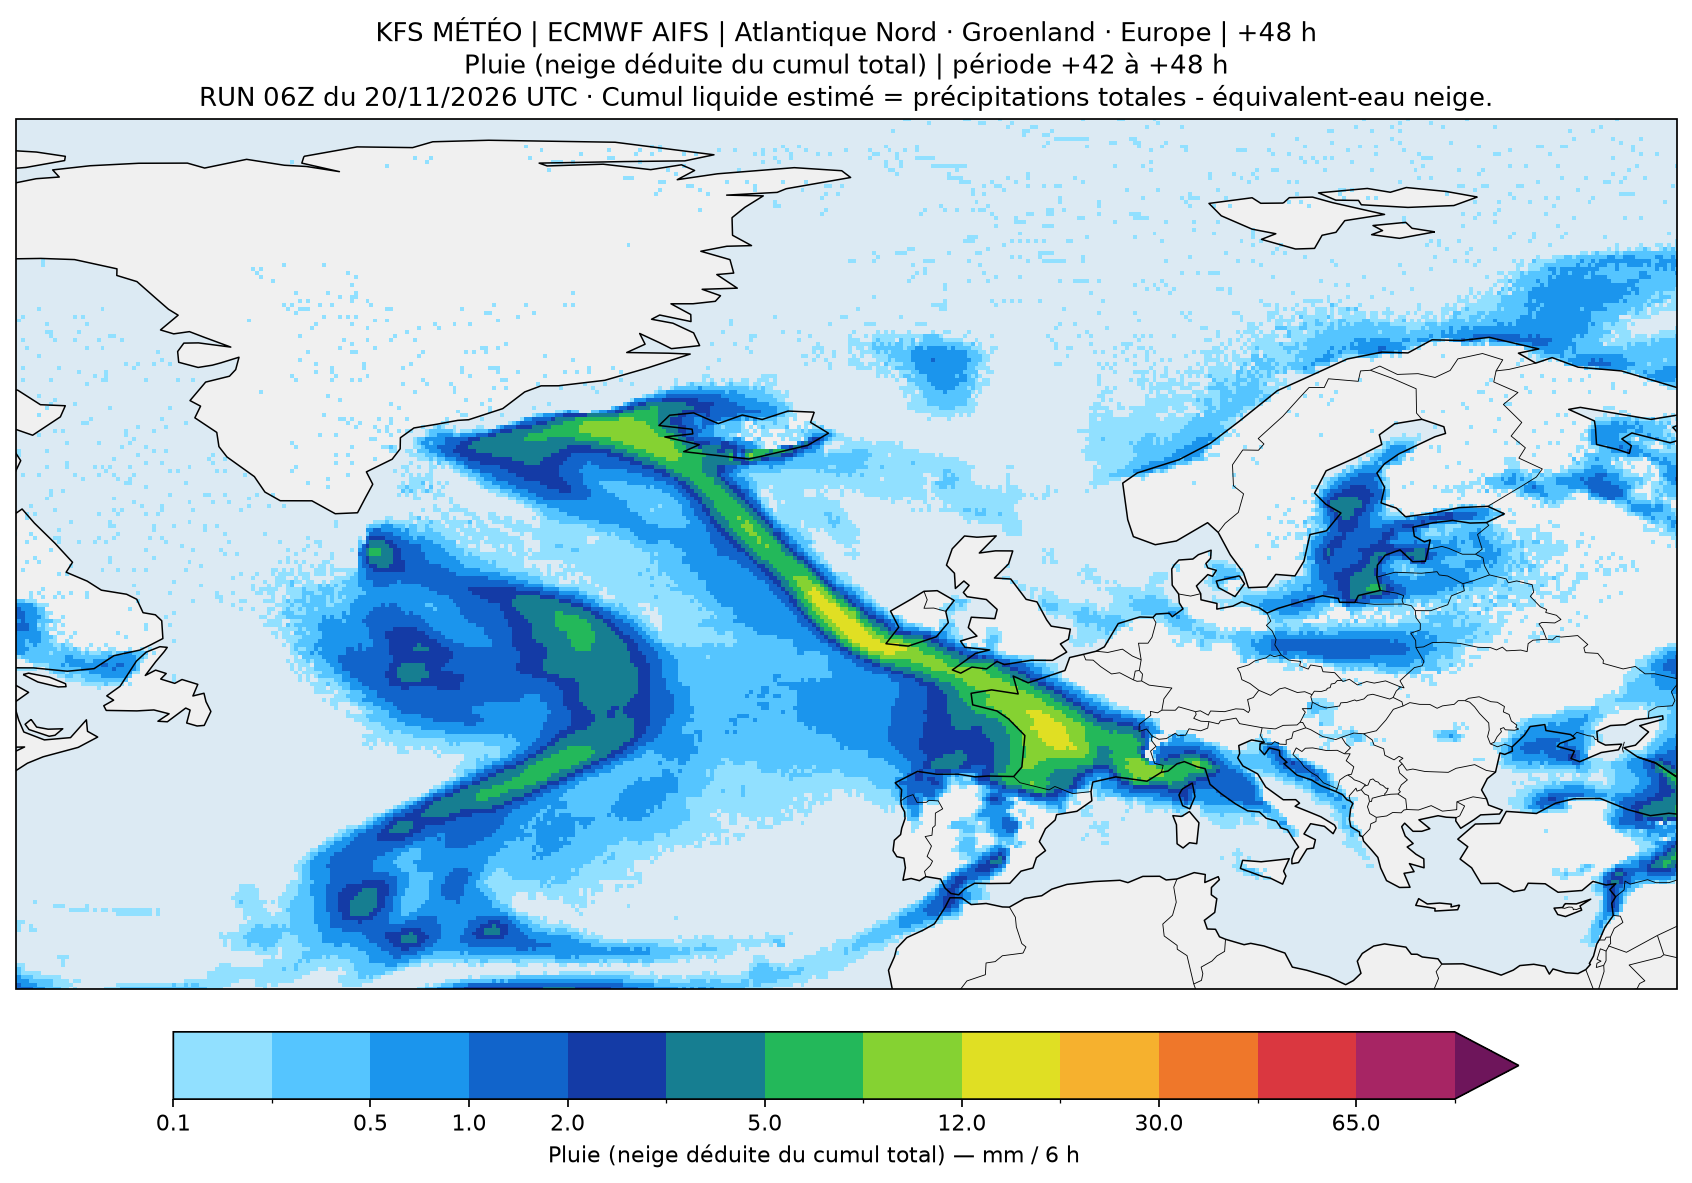 KFS MÉTÉO | ECMWF AIFS | Atlantique Nord · Groenland · Europe | +48 h
Pluie (neige déduite du cumul total) | période +42 à +48 h
RUN 06Z du 20/11/2026 UTC · Cumul liquide estimé = précipitations totales - équivalent-eau neige.
0.1 0.5 1.0 2.0 5.0 12.0 30.0 65.0
Pluie (neige déduite du cumul total) — mm / 6 h